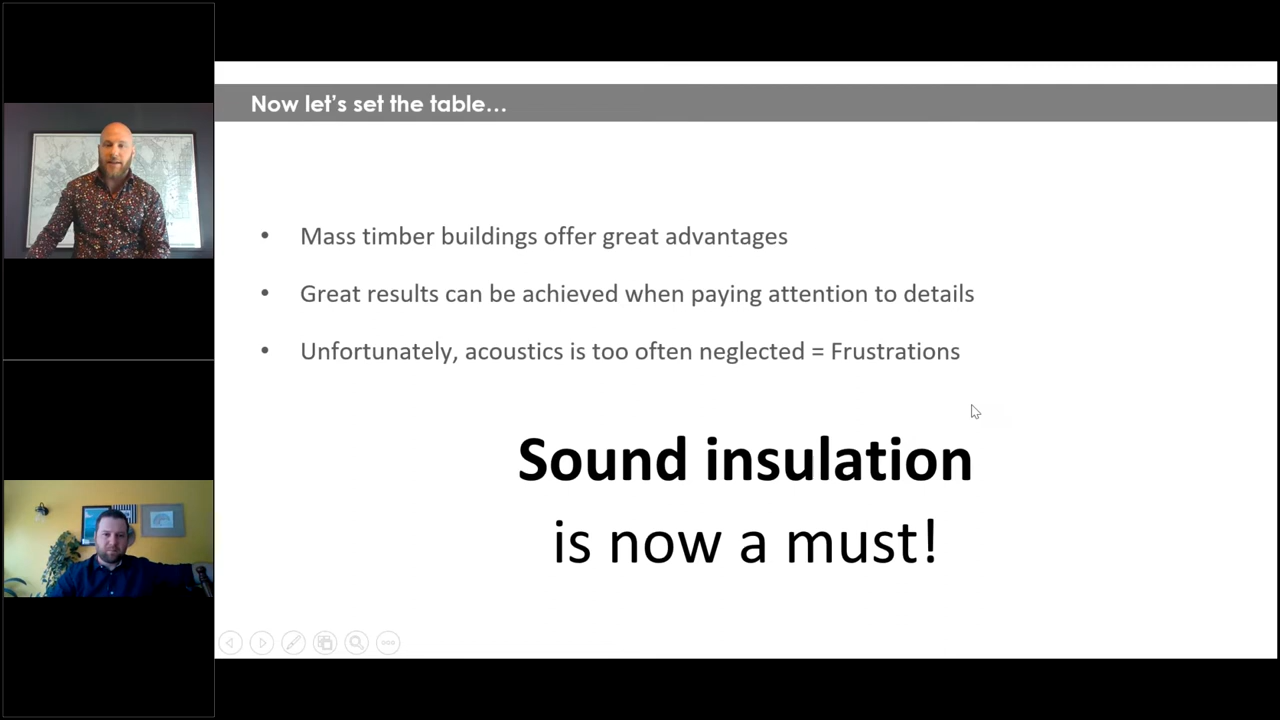 Now let's set the table…
• Mass timber buildings offer great advantages
• Great results can be achieved when paying attention to details
• Unfortunately, acoustics is too often neglected = Frustrations
Sound insulation
is now a must!